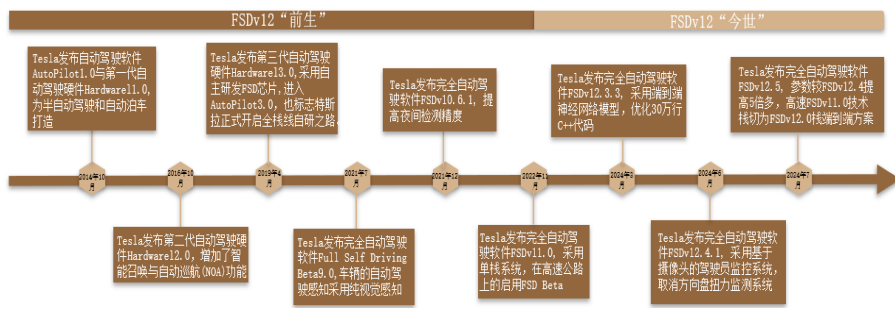 FSDv12“前生”
FSDv12“今世”
Tesla发布自动驾驶软件
AutoPilot1.0与第一代自
动驾驶硬件Hardwarel1.0,
为半自动驾驶和自动泊车
打造
Tesla发布第三代自动驾驶
硬件Hardwarel3.0,采用自
主研发FSD芯片,进入
AutoPilot3.0，也标志特斯
拉正式开启全栈线自研之路.
Tesla发布完全自动驾
驶软件FSDv10.6.1，提
高夜间检测精度
Tesla发布完全自动驾驶软
件FSDv12.3.3，采用端到端
神经网络模型，优化30万行
C++代码
Tesla发布完全自动驾驶软件
FSDv12.5，参数较FSDv12.4提
高5倍多，高速FSDv11.0技术
栈切为FSDv12.0栈端到端方案
2014年10
月
2016年10
月
2019年4
月
2021年7
月
2021年12
月
2022年11
月
2024年3
月
2024年6
月
2024年7
月
Tesla发布第二代自动驾驶硬
件Hardwarel2.0，增加了智
能召唤与自动巡航(NOA)功能
Tesla发布完全自动驾驶
软件Full Self Driving
Beta9.0,车辆的自动驾
驶感知采用纯视觉感知
Tesla发布完全自动驾
驶软件FSDv11.0，采用
单栈系统，在高速公路
上的启用FSD Beta
Tesla发布完全自动驾驶软
件FSDv12.4.1，采用基于
摄像头的驾驶员监控系统，
取消方向盘扭力监测系统